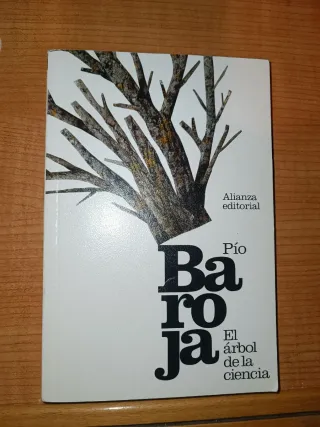 Alianza
editorial
Pío
Ba
ro
ja
El
árbol
de la
ciencia